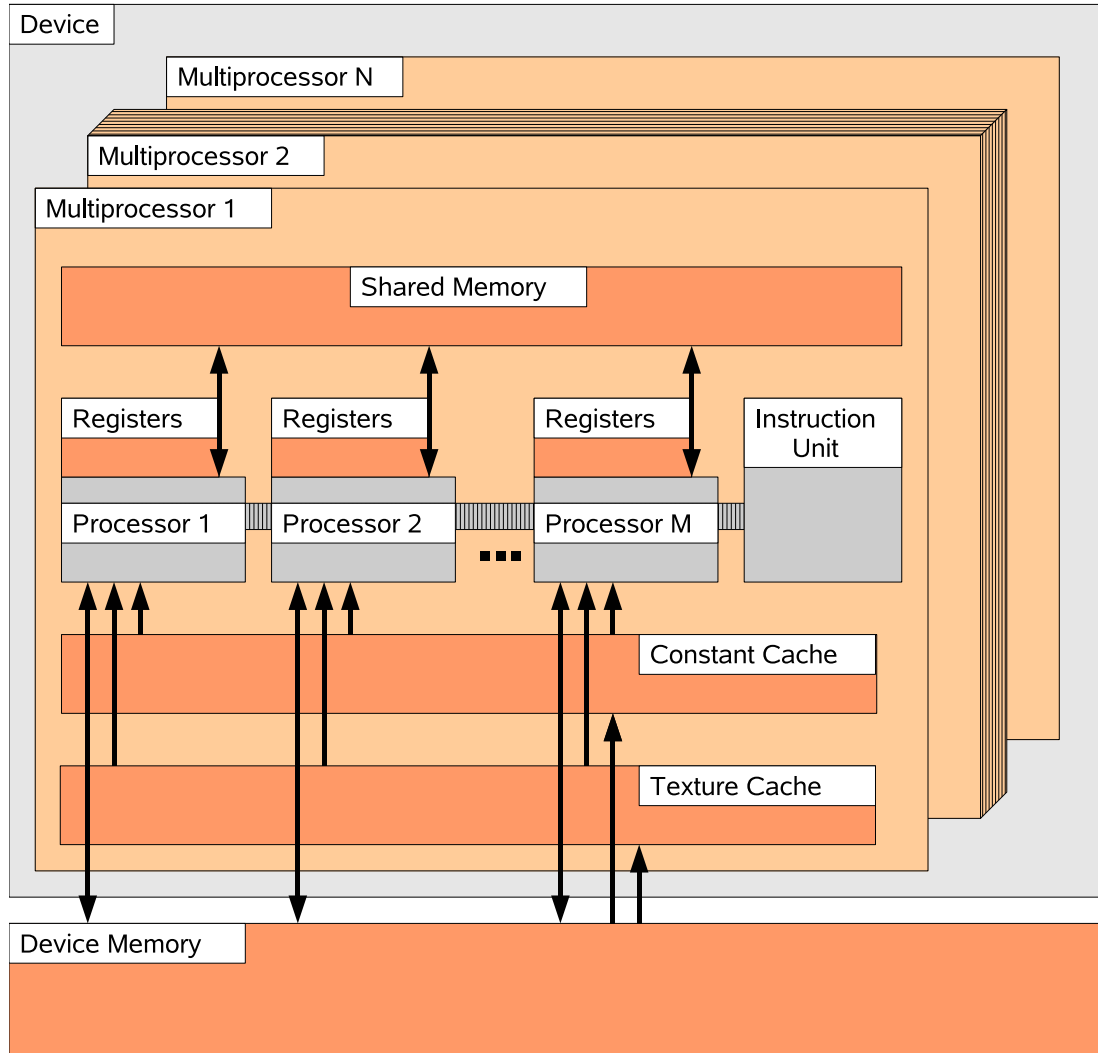 Device
Multiprocessor N
Multiprocessor 2
Multiprocessor 1
Shared Memory
Registers
Registers
Registers
Instruction
Unit
Processor 1
Processor 2
Processor M
Constant Cache
Texture Cache
Device Memory